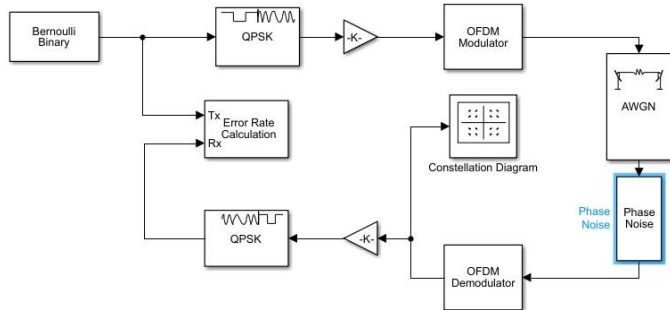 Bernoulli
Binary
QPSK
-K-
OFDM
Modulator
AWGN
Tx
Rx
Error Rate
Calculation
Constellation Diagram
Phase
Noise
Phase
Noise
QPSK
-K-
OFDM
Demodulator